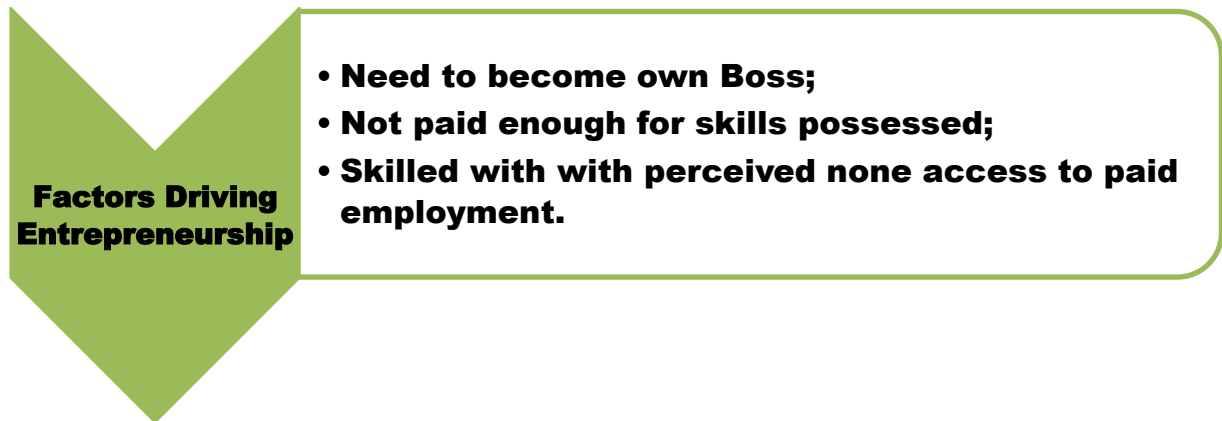 Factors Driving
Entrepreneurship
• Need to become own Boss;
• Not paid enough for skills possessed;
• Skilled with with perceived none access to paid
employment.